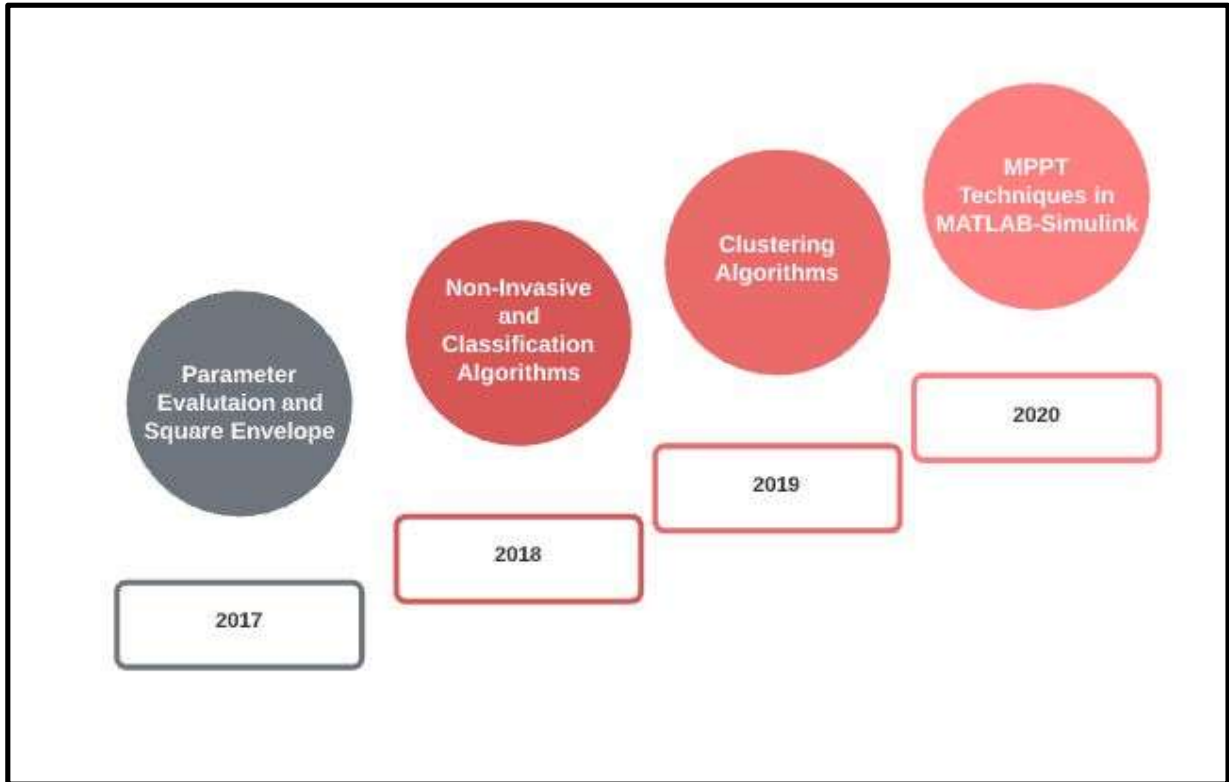 Parameter
Evalutaion and
Square Envelope
2017
Non-Invasive
and
Classification
Algorithms
2018
Clustering
Algorithms
2019
MPPT
Techniques in
MATLAB-Simulink
2020